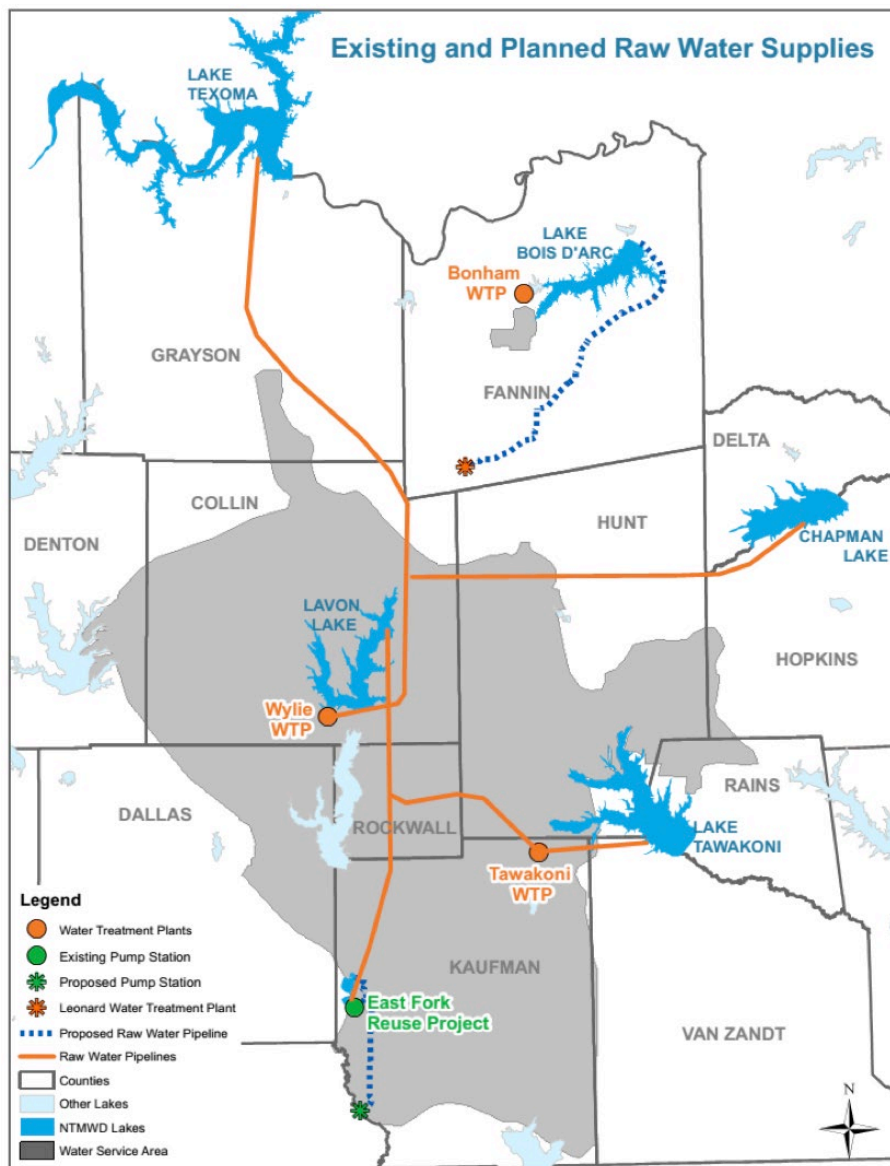 Existing and Planned Raw Water Supplies
LAKE
TEXOMA
LAKE
BOIS D'ARC
Bonham
WTP
GRAYSON
FANNIN
DELTA
COLLIN
HUNT
DENTON
CHAPMAN
LAKE
LAVON
LAKE
HOPKINS
Wylie
WTP
RAINS
DALLAS
ROCKWALL
LAKE
TAWAKONI
Tawakoni
WTP
KAUFMAN
East Fork
Reuse Project
VAN ZANDT
N
Legend
Water Treatment Plants
Existing Pump Station
Proposed Pump Station
Leonard Water Treatment Plant
Proposed Raw Water Pipeline
Raw Water Pipelines
Counties
Other Lakes
NTMWD Lakes
Water Service Area